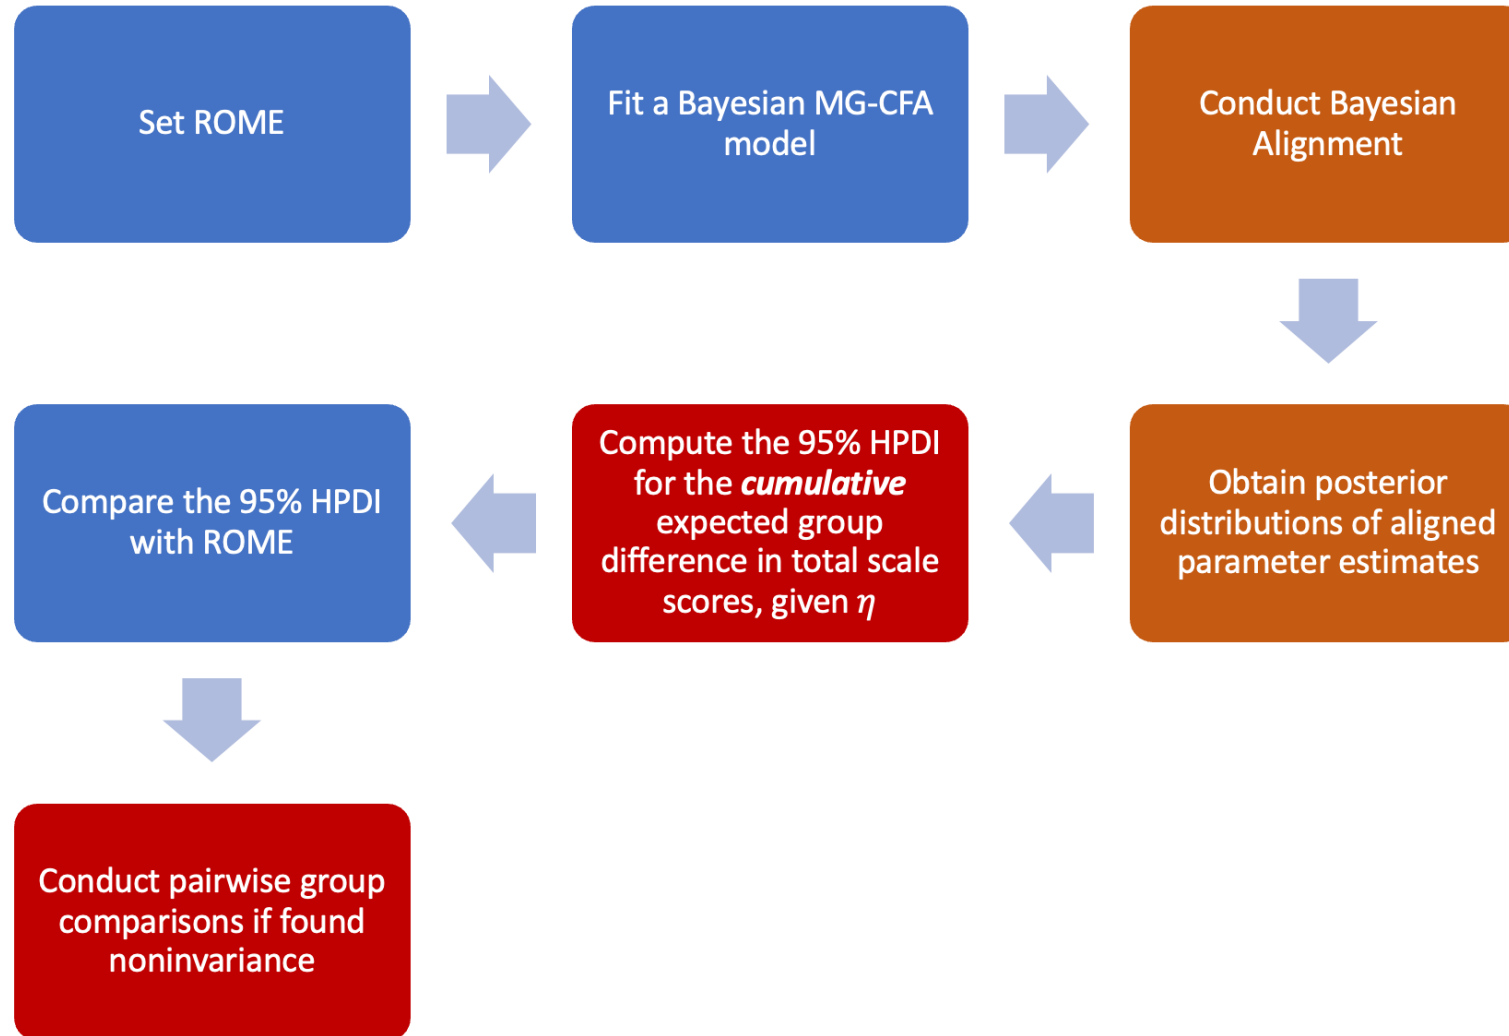 Set ROME
Fit a Bayesian MG-CFA
model
Conduct Bayesian
Alignment
Compare the 95% HPDI
with ROME
Compute the 95% HPDI
for the cumulative
expected group
difference in total scale
scores, given η
Obtain posterior
distributions of aligned
parameter estimates
Conduct pairwise group
comparisons if found
noninvariance